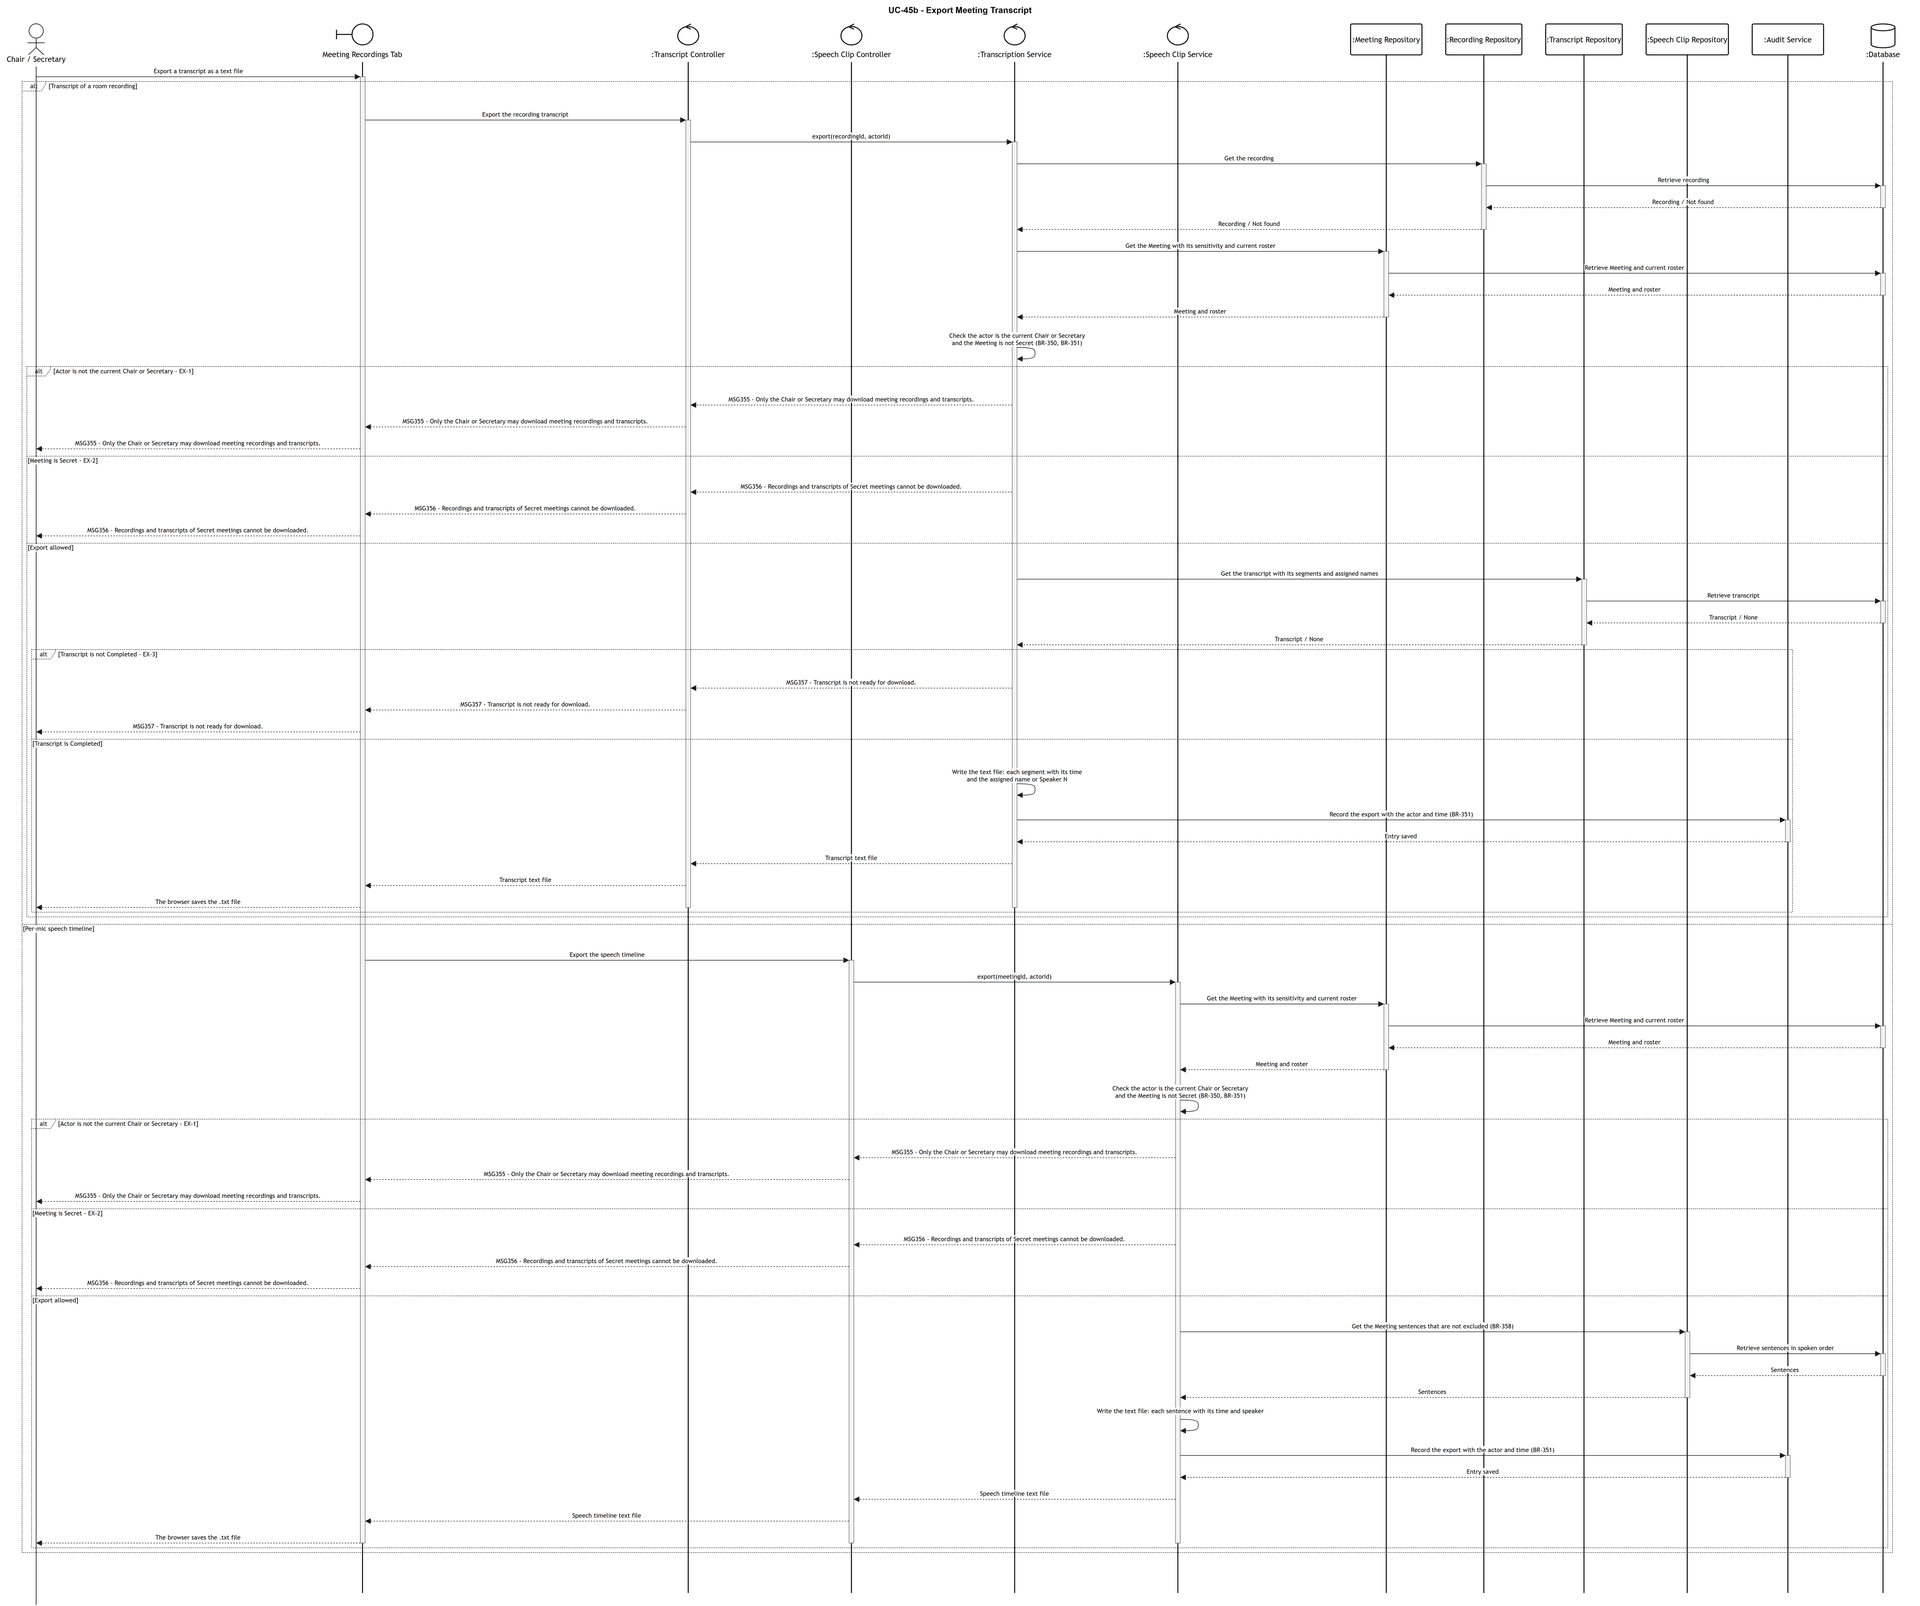 UC-45b - Export Meeting Transcript
Chair / Secretary
Meeting Recordings Tab
:Transcript Controller
:Speech Clip Controller
:Transcription Service
:Speech Clip Service
:Meeting Repository
:Recording Repository
:Transcript Repository
:Speech Clip Repository
:Audit Service
:Database
Export a transcript as a text file
alt
[Transcript of a room recording]
Export the recording transcript
export(recordingId, actorId)
Get the recording
Retrieve recording
Recording / Not found
Recording / Not found
Get the Meeting with its sensitivity and current roster
Retrieve Meeting and current roster
Meeting and roster
Meeting and roster
Check the actor is the current Chair or Secretary
and the Meeting is not Secret (BR-350, BR-351)
alt
[Actor is not the current Chair or Secretary - EX-1]
MSG355 - Only the Chair or Secretary may download meeting recordings and transcripts.
MSG355 - Only the Chair or Secretary may download meeting recordings and transcripts.
MSG355 - Only the Chair or Secretary may download meeting recordings and transcripts.
[Meeting is Secret - EX-2]
MSG356 - Recordings and transcripts of Secret meetings cannot be downloaded.
MSG356 - Recordings and transcripts of Secret meetings cannot be downloaded.
MSG356 - Recordings and transcripts of Secret meetings cannot be downloaded.
[Export allowed]
Get the transcript with its segments and assigned names
Retrieve transcript
Transcript / None
Transcript / None
alt
[Transcript is not Completed - EX-3]
MSG357 - Transcript is not ready for download.
MSG357 - Transcript is not ready for download.
MSG357 - Transcript is not ready for download.
[Transcript is Completed]
Write the text file: each segment with its time
and the assigned name or Speaker N
Record the export with the actor and time (BR-351)
Entry saved
Transcript text file
Transcript text file
The browser saves the .txt file
[Per-mic speech timeline]
Export the speech timeline
export(meetingId, actorId)
Get the Meeting with its sensitivity and current roster
Retrieve Meeting and current roster
Meeting and roster
Meeting and roster
Check the actor is the current Chair or Secretary
and the Meeting is not Secret (BR-350, BR-351)
alt
[Actor is not the current Chair or Secretary - EX-1]
MSG355 - Only the Chair or Secretary may download meeting recordings and transcripts.
MSG355 - Only the Chair or Secretary may download meeting recordings and transcripts.
MSG355 - Only the Chair or Secretary may download meeting recordings and transcripts.
[Meeting is Secret - EX-2]
MSG356 - Recordings and transcripts of Secret meetings cannot be downloaded.
MSG356 - Recordings and transcripts of Secret meetings cannot be downloaded.
MSG356 - Recordings and transcripts of Secret meetings cannot be downloaded.
[Export allowed]
Get the Meeting sentences that are not excluded (BR-358)
Retrieve sentences in spoken order
Sentences
Sentences
Write the text file: each sentence with its time and speaker
Record the export with the actor and time (BR-351)
Entry saved
Speech timeline text file
Speech timeline text file
The browser saves the .txt file